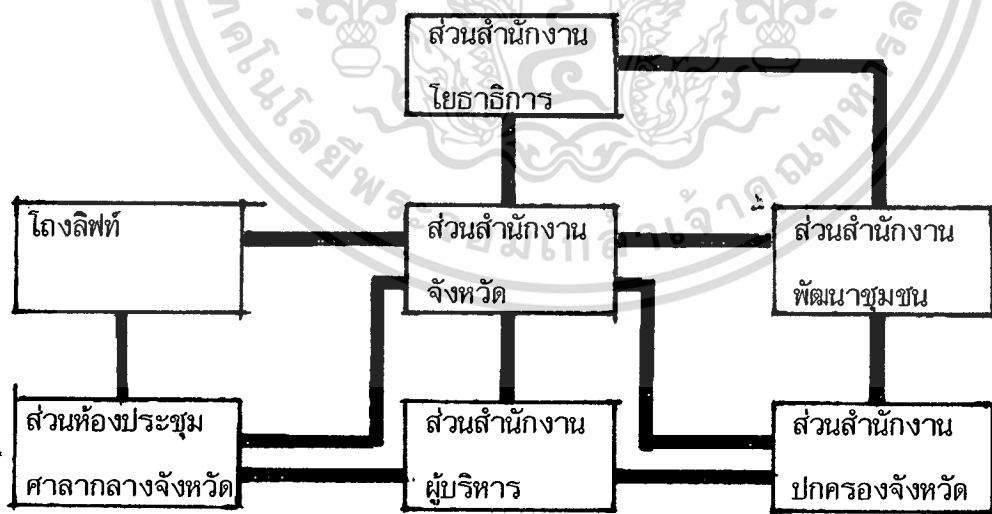 ส่วนสำนักงาน
โยธาธิการ
โถงลิฟท์
ส่วนสำนักงาน
จังหวัด
ส่วนสำนักงาน
พัฒนาชุมชน
ส่วนห้องประชุม
ศาลากลางจังหวัด
ส่วนสำนักงาน
ผู้บริหาร
ส่วนสำนักงาน
ปกครองจังหวัด